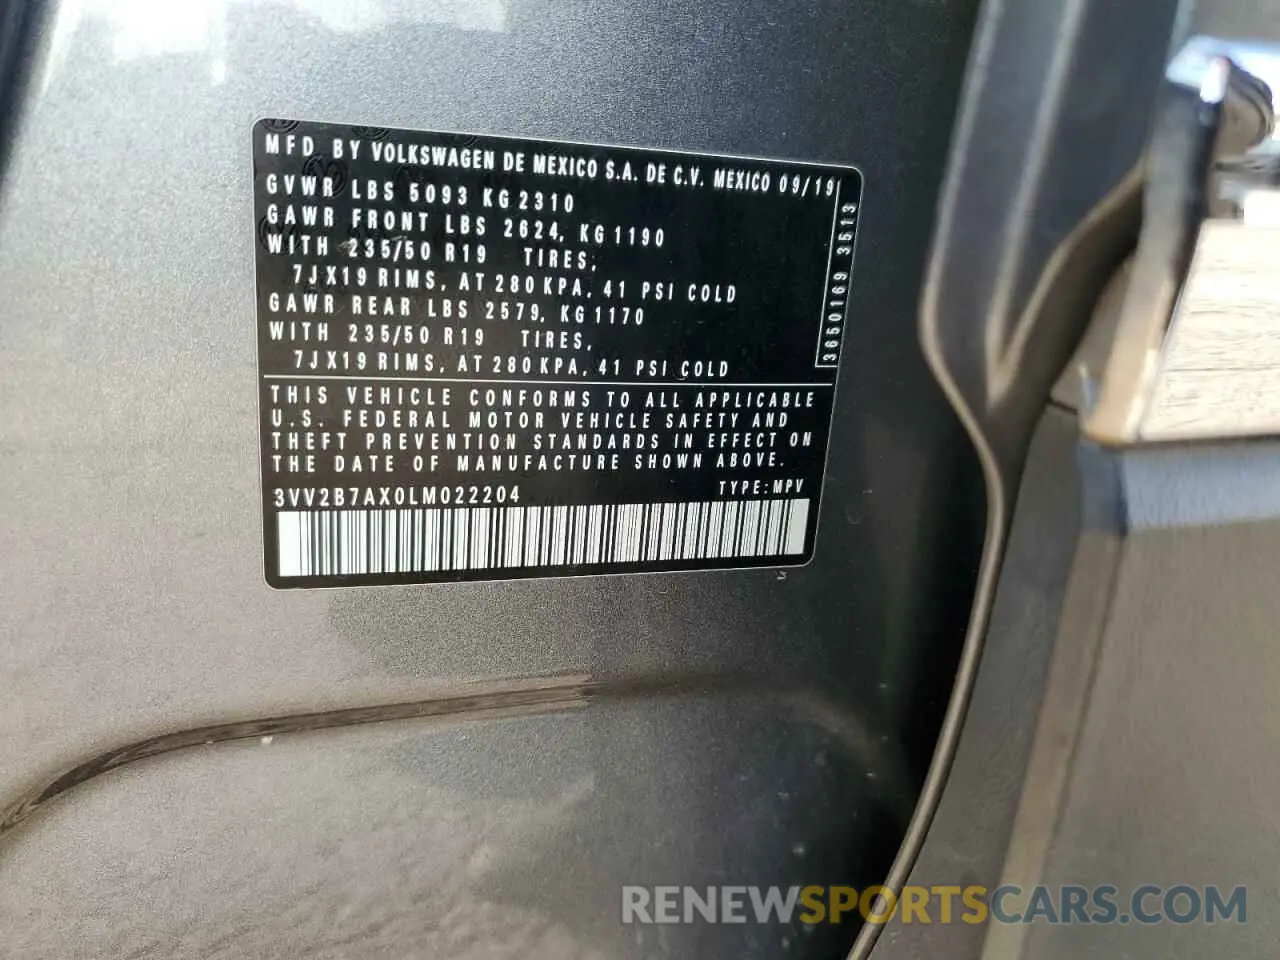 MFD BY VOLKSWAGEN DE MEXICO S.A. DE C.V. MEXICO 09/19
GVWR LBS 5093 KG 2310
GAWR FRONT LBS 2624, KG 1190
WITH 235/50 R19 TIRES,
7JX19 RIMS, AT 280 KPA, 41 PSI COLD
GAWR REAR LBS 2579, KG 1170
WITH 235/50 R19 TIRES,
7JX19 RIMS, AT 280 KPA, 41 PSI COLD
3650169 3513
THIS VEHICLE CONFORMS TO ALL APPLICABLE
U.S. FEDERAL MOTOR VEHICLE SAFETY AND
THEFT PREVENTION STANDARDS IN EFFECT ON
THE DATE OF MANUFACTURE SHOWN ABOVE.
3VV2B7AX0LM022204 TYPE: MPV
RENEWSPORTSCARS.COM